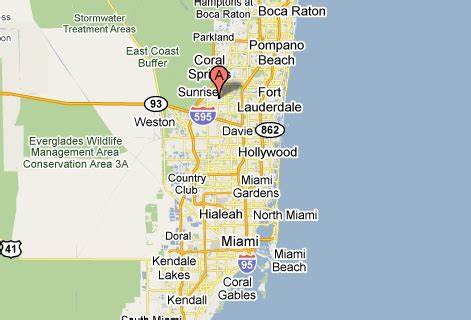 Hamptons at
Boca Raton
Boca Raton
Stormwater
Treatment Areas
Parkland
Pompano
Beach
East Coast
Buffer
Coral
Springs
A
Sunrise
Fort
Lauderdale
93
595
Weston
Davie
862
Everglades Wildlife
Management Area
Conservation Area 3A
Hollywood
Country
Club
Miami
Gardens
Hialeah
North Miami
Doral
Miami
41
Kendale
Lakes
95
Miami
Beach
Coral
Gables
Kendall
South Miami